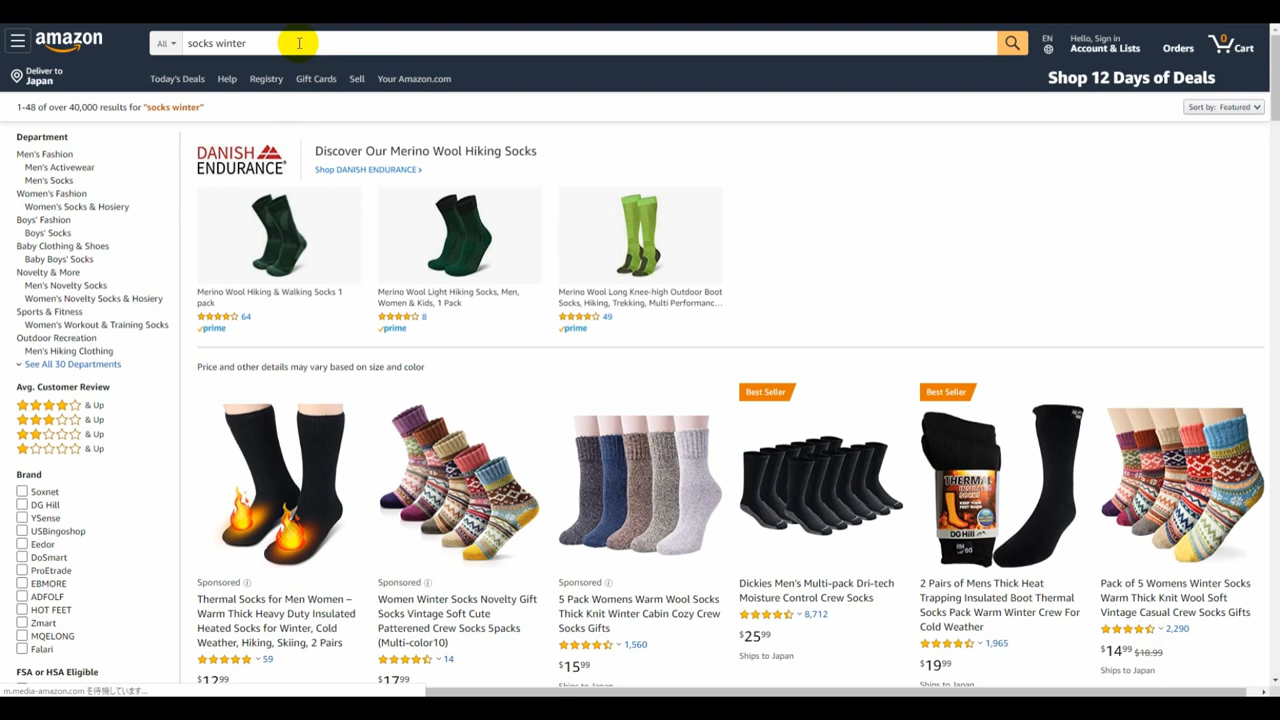 amazon
All
socks winter
EN
Hello, Sign in
Account & Lists
Orders
0
Cart
Deliver to
Japan
Today's Deals
Help
Registry
Gift Cards
Sell
Your Amazon.com
Shop 12 Days of Deals
1-48 of over 40,000 results for "socks winter"
Sort by: Featured
Department
Men's Fashion
Men's Activewear
Men's Socks
Women's Fashion
Women's Socks & Hosiery
Boys' Fashion
Boys' Socks
Baby Clothing & Shoes
Baby Boys' Socks
Novelty & More
Men's Novelty Socks
Women's Novelty Socks & Hosiery
Sports & Fitness
Women's Workout & Training Socks
Outdoor Recreation
Men's Hiking Clothing
See All 30 Departments
Avg. Customer Review
& Up
& Up
& Up
& Up
Brand
Soxnet
DG Hill
YSense
USBingoshop
Eedor
DoSmart
ProEtrade
EBMORE
ADFOLF
HOT FEET
Zmart
MQELONG
Falari
FSA or HSA Eligible
DANISH
ENDURANCE
Discover Our Merino Wool Hiking Socks
Shop DANISH ENDURANCE ›
Merino Wool Hiking & Walking Socks 1
pack
64
prime
Merino Wool Light Hiking Socks, Men,
Women & Kids, 1 Pack
8
prime
Merino Wool Long Knee-high Outdoor Boot
Socks, Hiking, Trekking, Multi Performanc...
49
prime
Price and other details may vary based on size and color
Sponsored
Thermal Socks for Men Women –
Warm Thick Heavy Duty Insulated
Heated Socks for Winter, Cold
Weather, Hiking, Skiing, 2 Pairs
59
$1299
Sponsored
Women Winter Socks Novelty Gift
Socks Vintage Soft Cute
Patterened Crew Socks 5packs
(Multi-color10)
14
$1799
Sponsored
5 Pack Womens Warm Wool Socks
Thick Knit Winter Cabin Cozy Crew
Socks Gifts
1,560
$1599
Ships to Japan
Best Seller
Dickies Men's Multi-pack Dri-tech
Moisture Control Crew Socks
8,712
$2599
Ships to Japan
Best Seller
THERMAL
DG Hill
2 Pairs of Mens Thick Heat
Trapping Insulated Boot Thermal
Socks Pack Warm Winter Crew For
Cold Weather
1,965
$1999
Ships to Japan
Pack of 5 Womens Winter Socks
Warm Thick Knit Wool Soft
Vintage Casual Crew Socks Gifts
2,290
$1499 $18.99
Ships to Japan
m.media-amazon.com を待機しています...